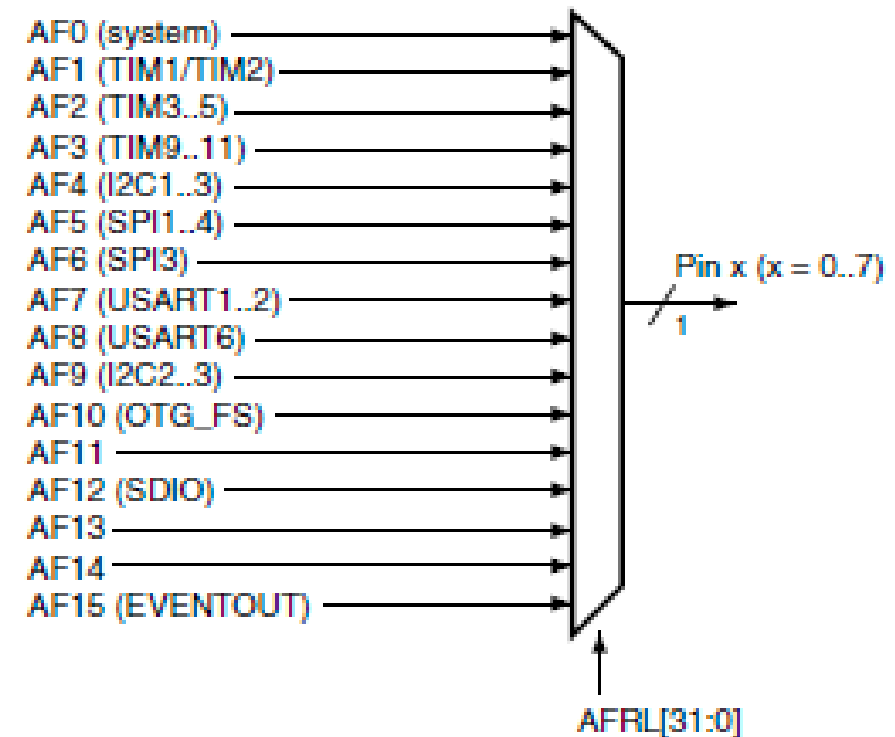 AF0 (system)
AF1 (TIM1/TIM2)
AF2 (TIM3..5)
AF3 (TIM9..11)
AF4 (I2C1..3)
AF5 (SPI1..4)
AF6 (SPI3)
AF7 (USART1..2)
AF8 (USART6)
AF9 (I2C2..3)
AF10 (OTG_FS)
AF11
AF12 (SDIO)
AF13
AF14
AF15 (EVENTOUT)
Pin x (x = 0..7)
1
AFRL[31:0]